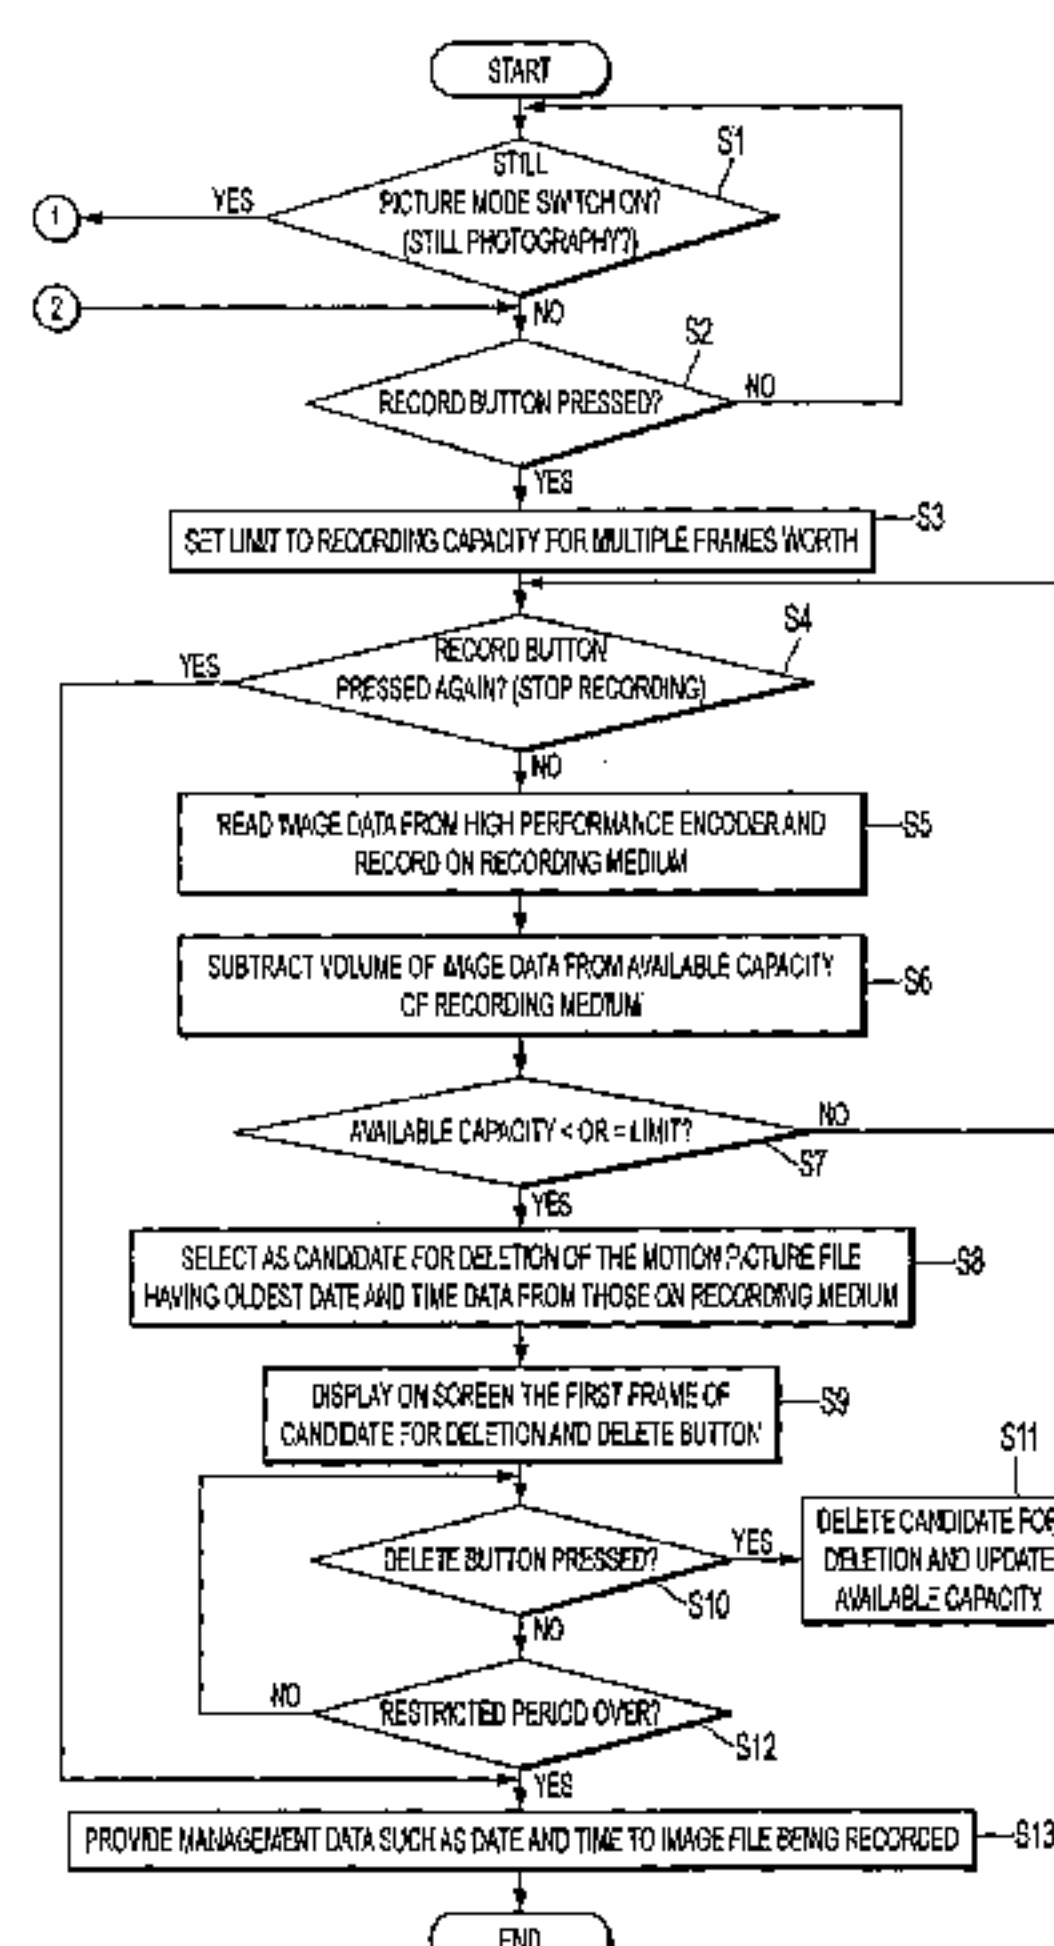 START
S1
STILL
PICTURE MODE SWITCH ON?
(STILL PHOTOGRAPHY?)
YES
1
2
NO
S2
RECORD BUTTON PRESSED?
NO
YES
S3
SET LIMIT TO RECORDING CAPACITY FOR MULTIPLE FRAMES WORTH
S4
RECORD BUTTON
PRESSED AGAIN? (STOP RECORDING)
YES
NO
READ IMAGE DATA FROM HIGH PERFORMANCE ENCODER AND
RECORD ON RECORDING MEDIUM
S5
SUBTRACT VOLUME OF IMAGE DATA FROM AVAILABLE CAPACITY
OF RECORDING MEDIUM
S6
AVAILABLE CAPACITY < OR = LIMIT?
NO
S7
YES
SELECT AS CANDIDATE FOR DELETION OF THE MOTION PICTURE FILE
HAVING OLDEST DATE AND TIME DATA FROM THOSE ON RECORDING MEDIUM
S8
DISPLAY ON SCREEN THE FIRST FRAME OF
CANDIDATE FOR DELETION AND DELETE BUTTON
S9
S11
DELETE CANDIDATE FOR
DELETION AND UPDATE
AVAILABLE CAPACITY.
DELETE BUTTON PRESSED?
YES
S10
NO
RESTRICTED PERIOD OVER?
NO
S12
YES
PROVIDE MANAGEMENT DATA SUCH AS DATE AND TIME TO IMAGE FILE BEING RECORDED
S13
END